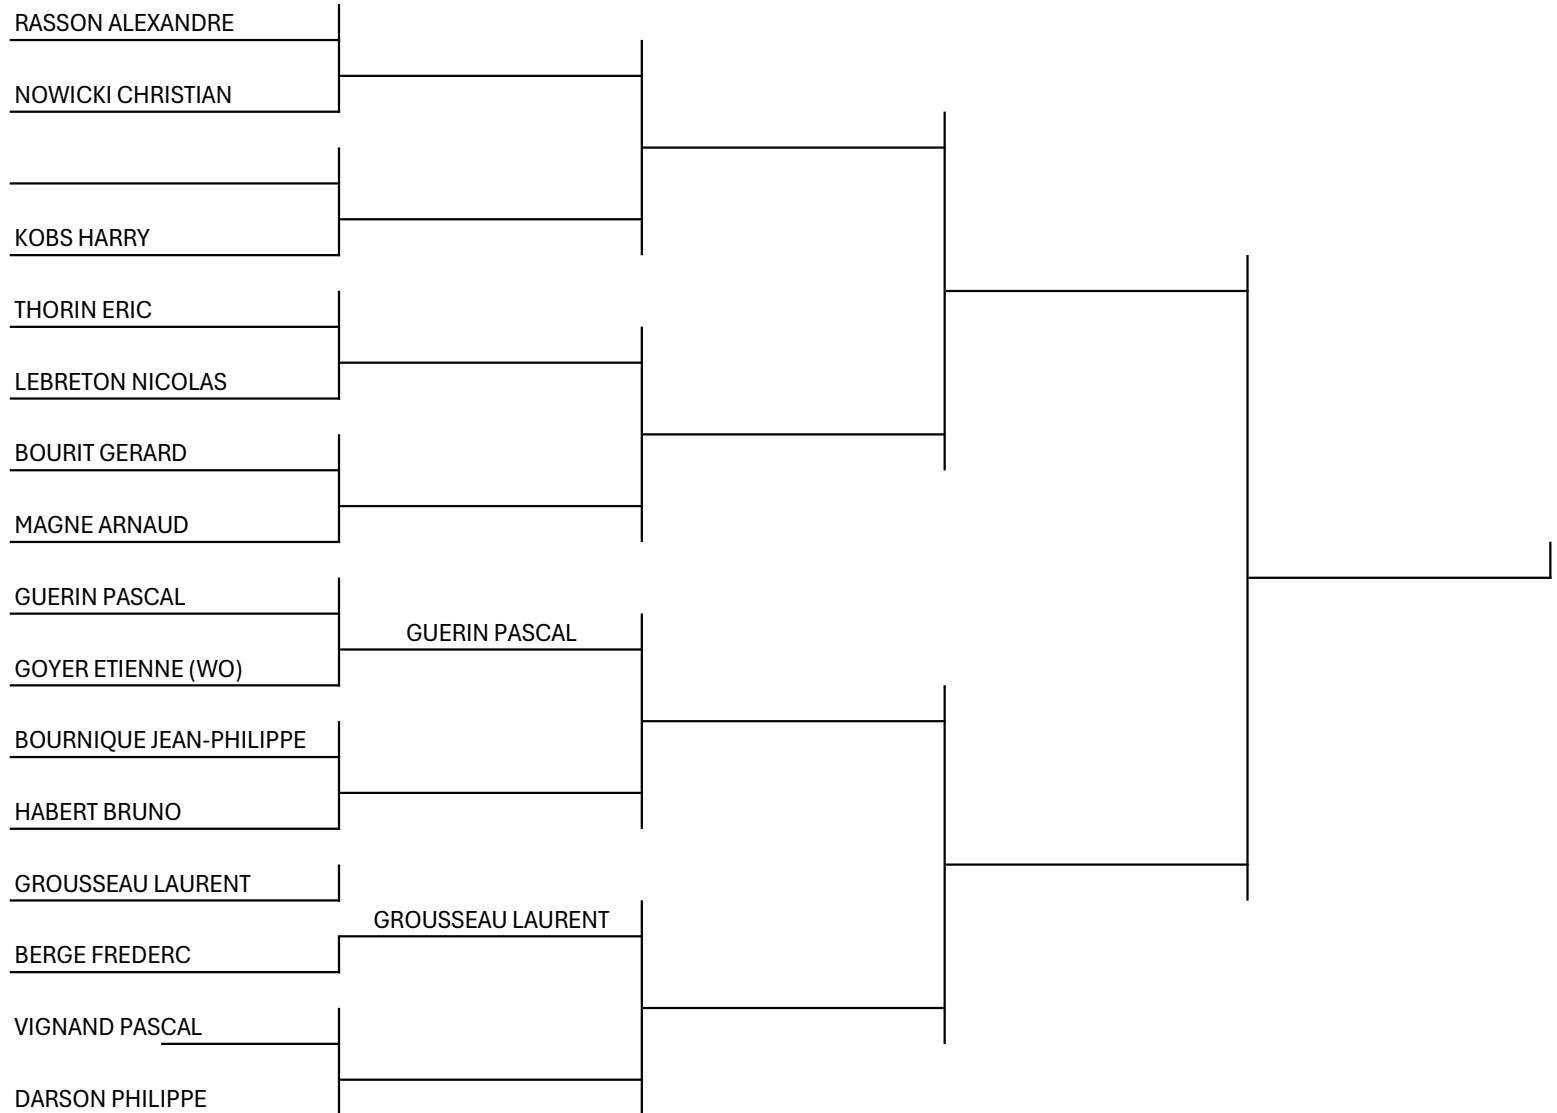 RASSON ALEXANDRE
NOWICKI CHRISTIAN
KOBS HARRY
THORIN ERIC
LEBRETON NICOLAS
BOURIT GERARD
MAGNE ARNAUD
GUERIN PASCAL
GUERIN PASCAL
GOYER ETIENNE (WO)
BOURNIQUE JEAN-PHILIPPE
HABERT BRUNO
GROUSSEAU LAURENT
GROUSSEAU LAURENT
BERGE FREDERC
VIGNAND PASCAL
DARSON PHILIPPE